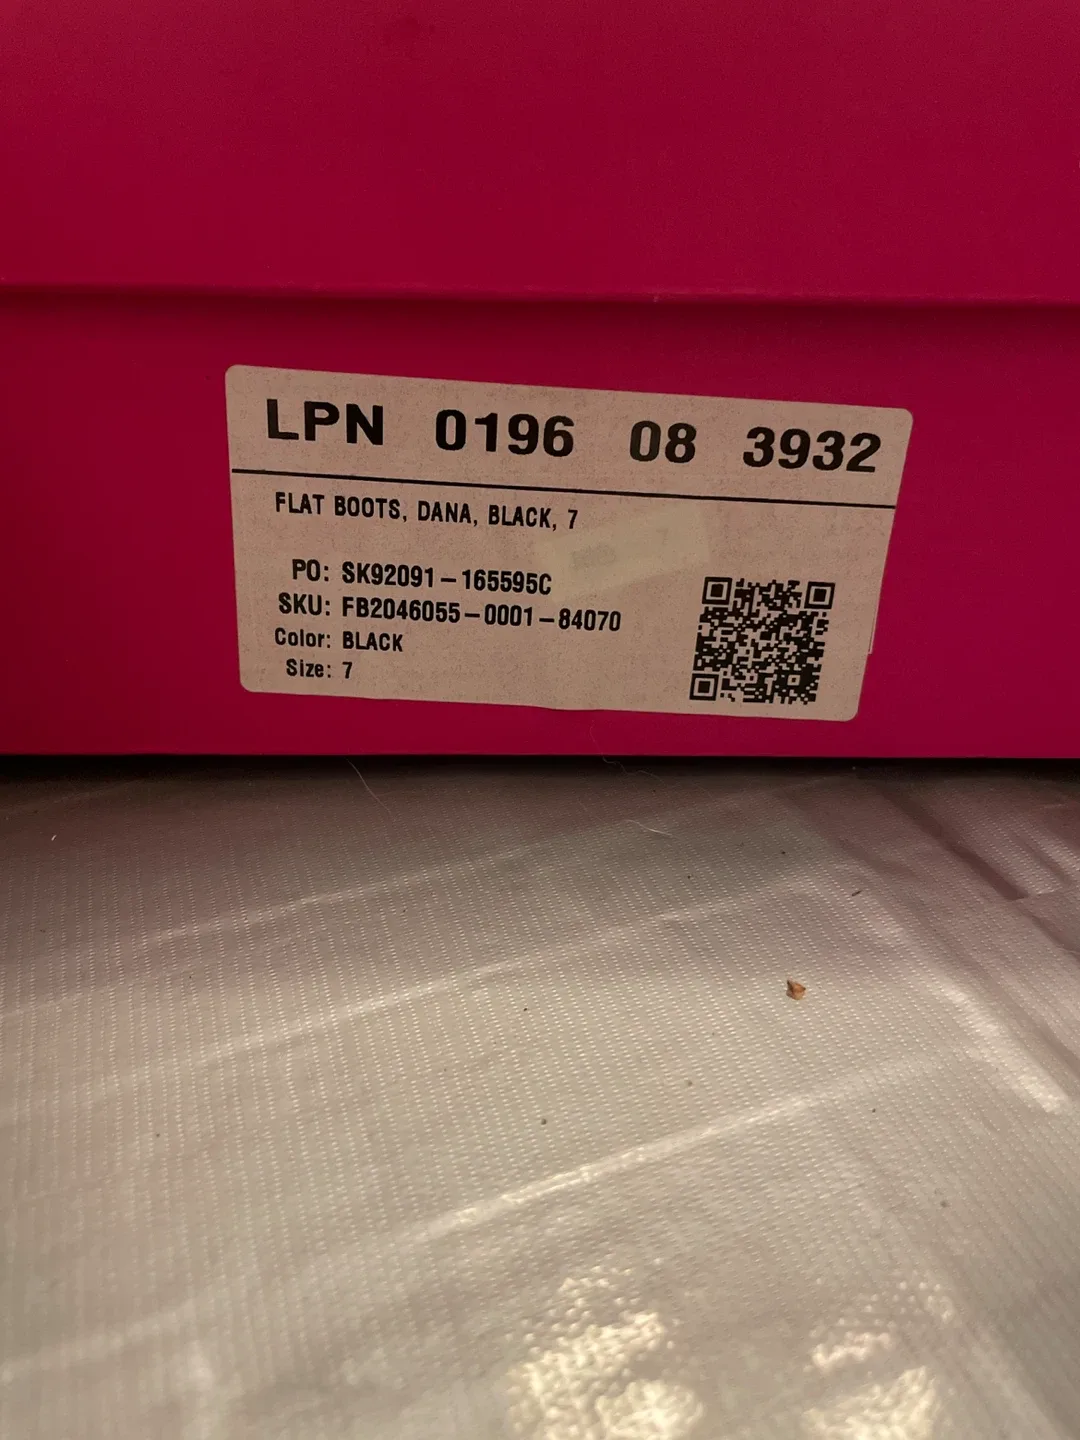 LPN 0196 08 3932
FLAT BOOTS, DANA, BLACK, 7
PO: SK92091-165595C
SKU: FB2046055-0001-84070
Color: BLACK
Size: 7